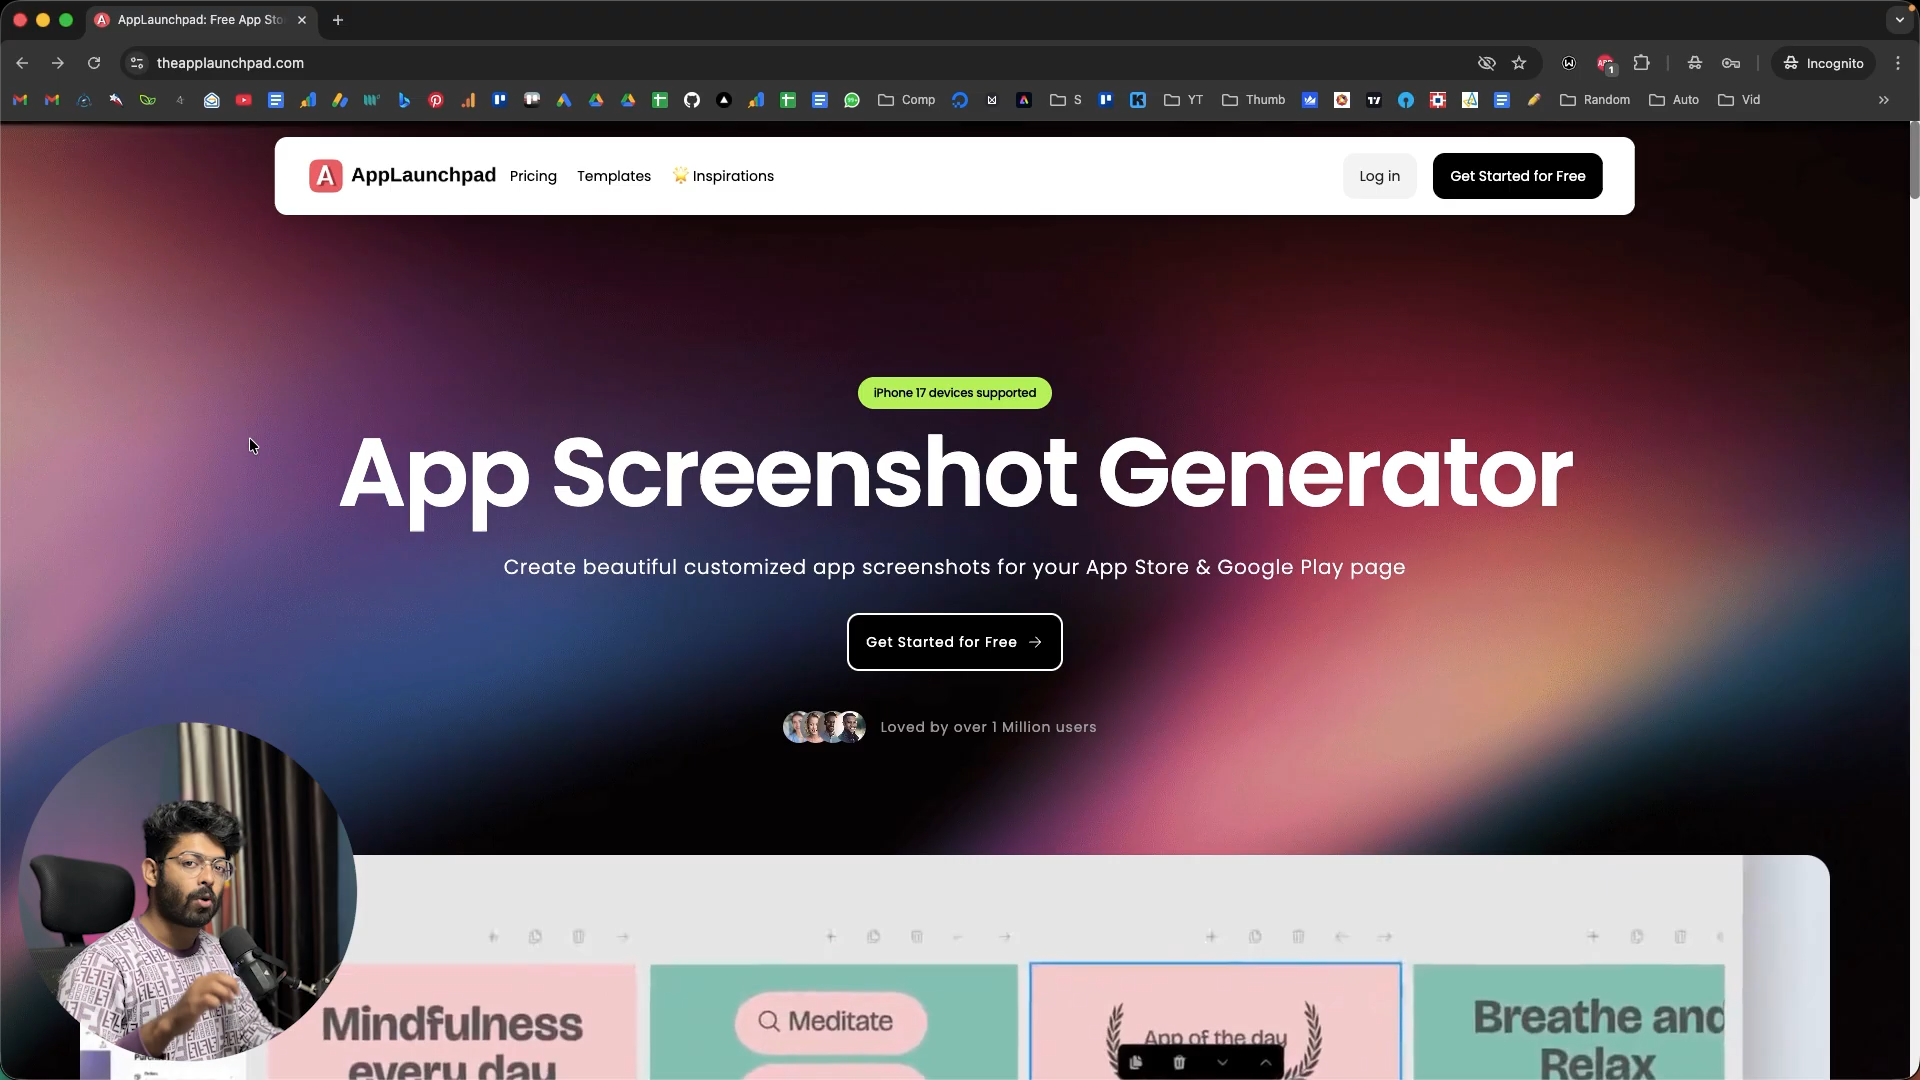 AppLaunchpad: Free App Sto
theapplaunchpad.com
1
Incognito
Comp
S
YT
Thumb
Random
Auto
Vid
A AppLaunchpad
Pricing
Templates
Inspirations
Log in
Get Started for Free
iPhone 17 devices supported
App Screenshot Generator
Create beautiful customized app screenshots for your App Store & Google Play page
Get Started for Free →
Loved by over 1 Million users
Mindfulness
every day
Meditate
App of the day
Breathe and
Relax